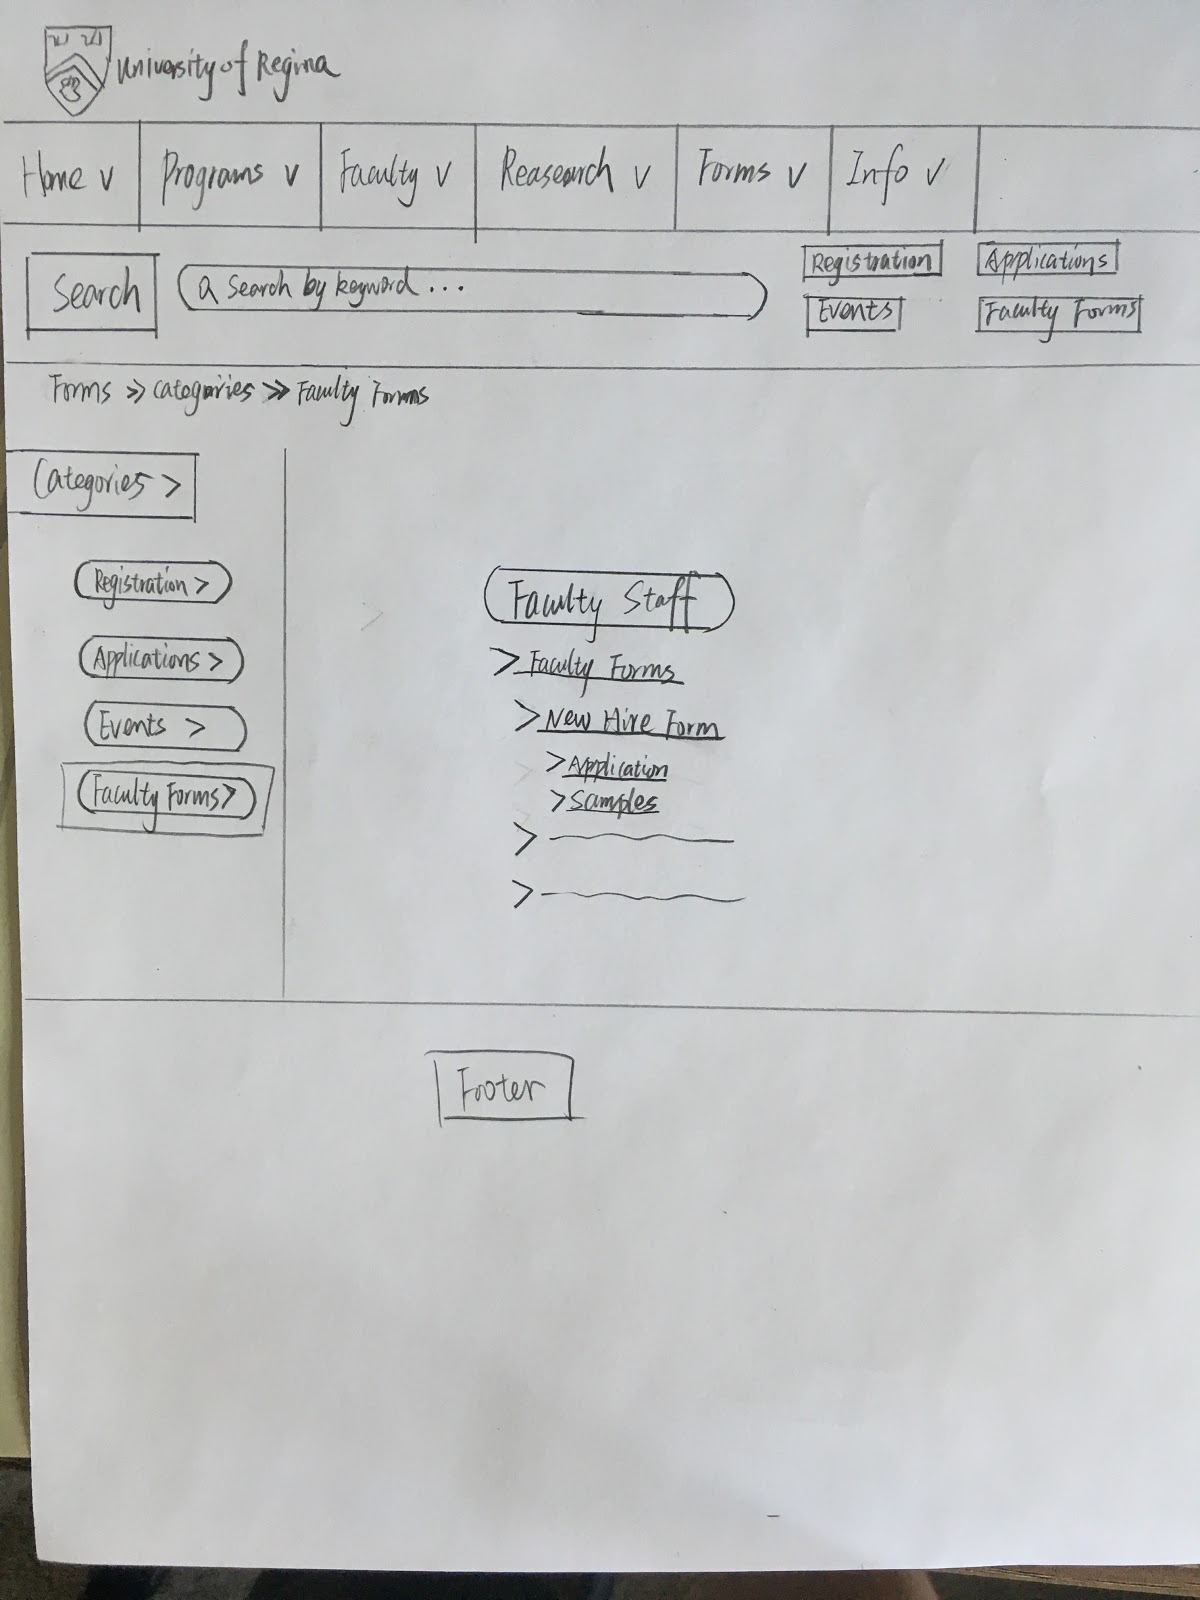 University of Regina
Home v Programs v Faculty v Reasearch v Forms v Info v
Search
a search by keyword ...
Registration Applications
Events Faculty Forms
Forms >> categories >> Faculty Forms
Categories >
Registration >
Applications >
Events >
Faculty Forms >
Faculty Staff
> Faculty Forms
> New Hire Form
> Application
> Samples
>
>
Footer